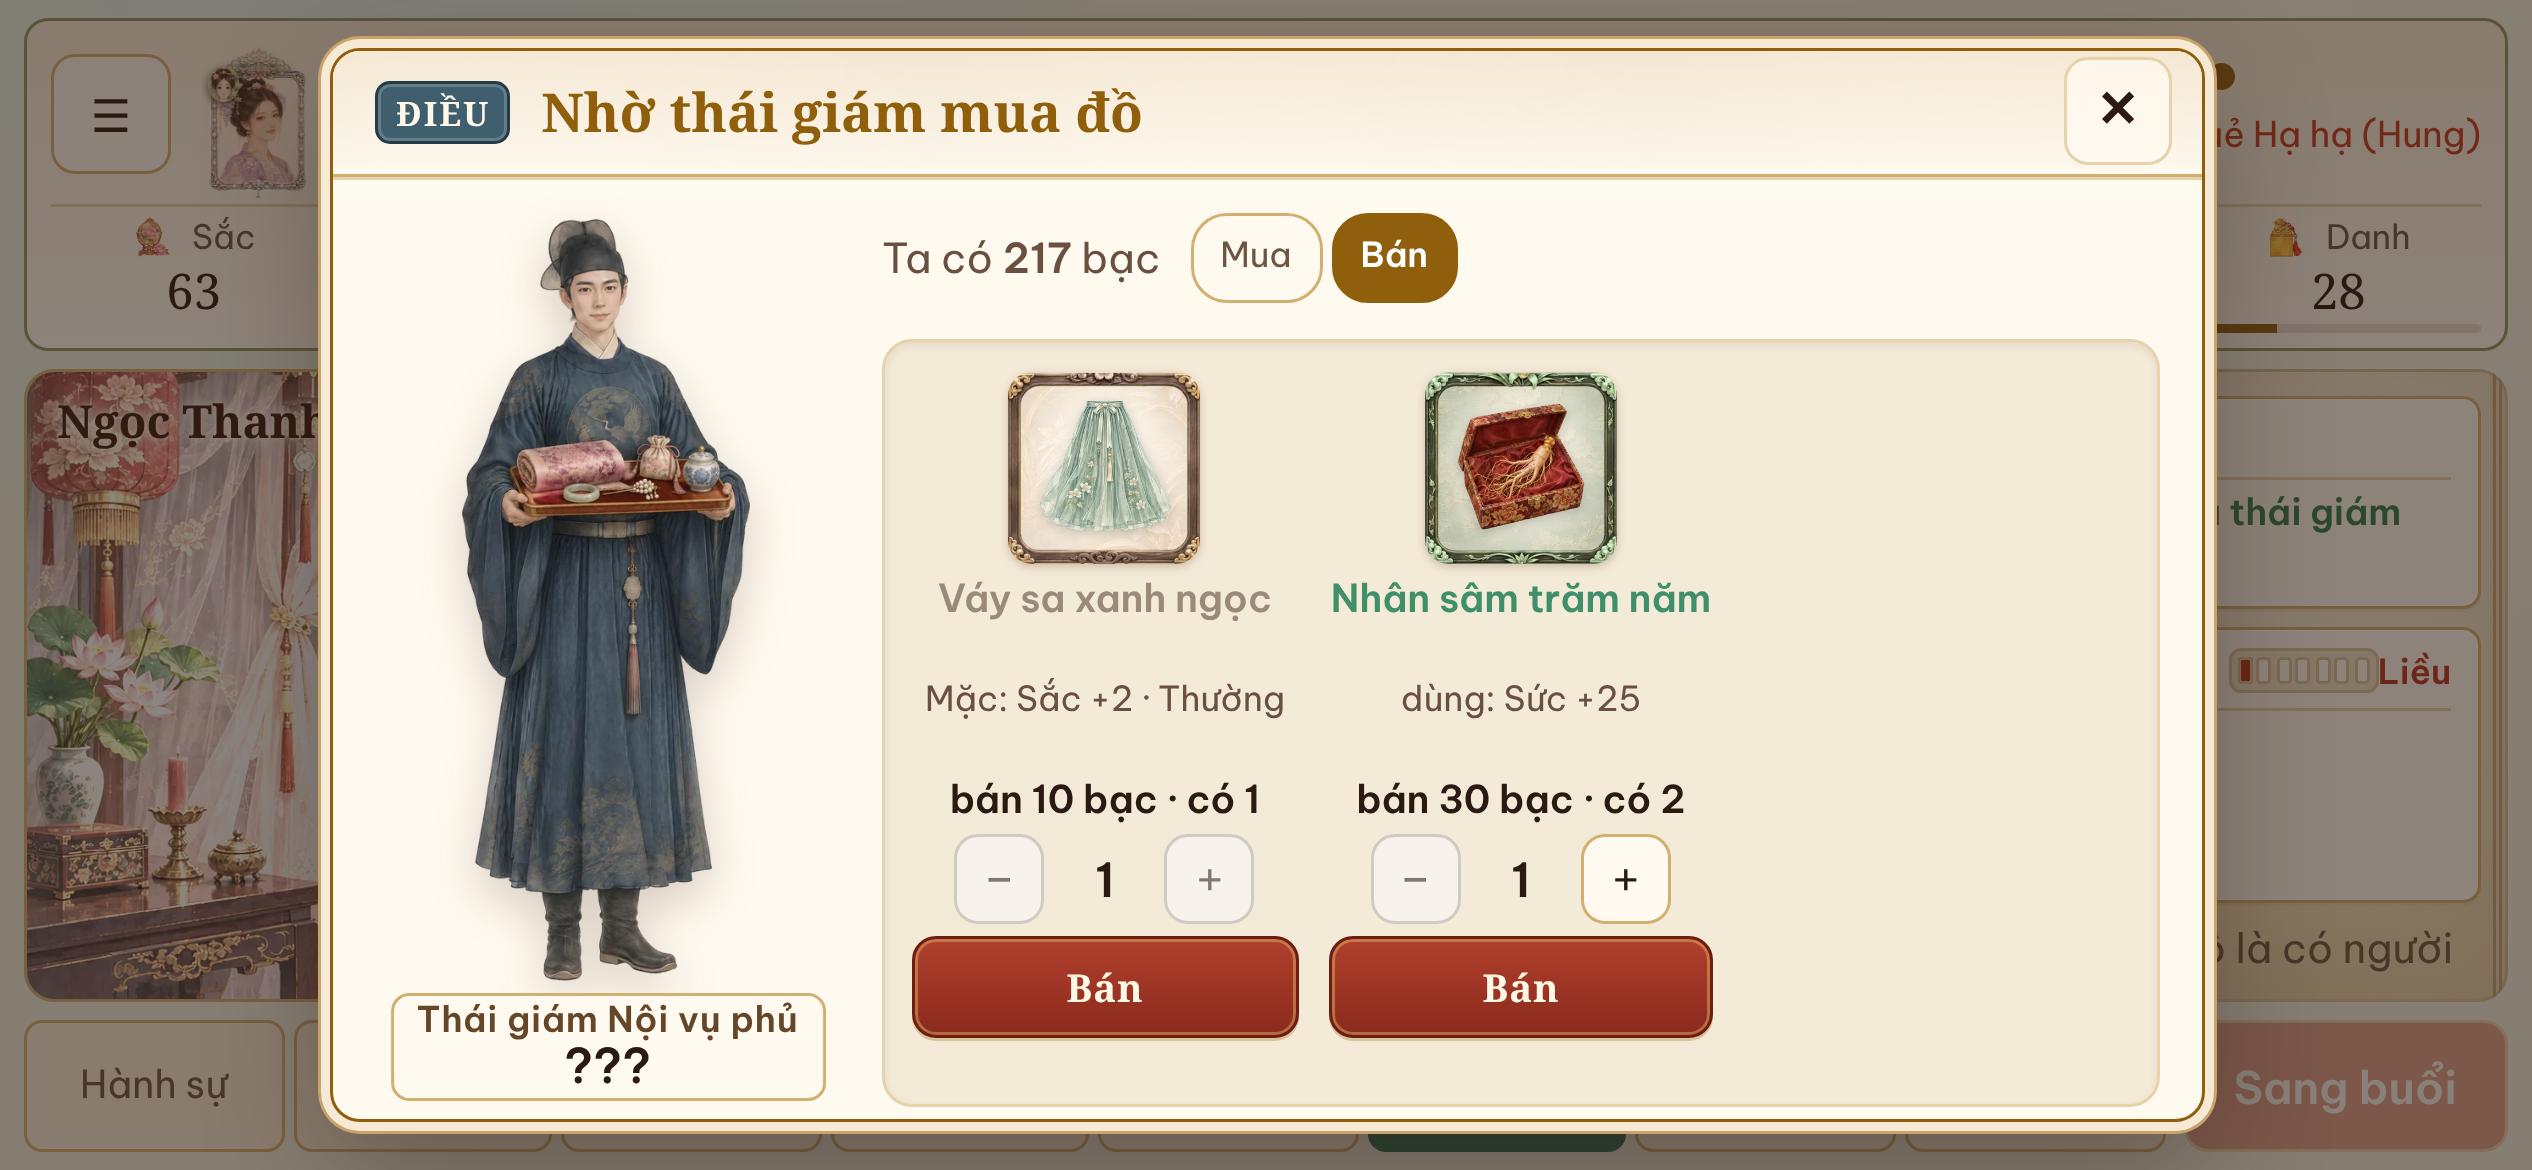 ĐIỀU Nhờ thái giám mua đồ
Hạ hạ (Hung)
Sắc
63
Danh
28
Ngọc Thanh
Ta có 217 bạc Mua Bán
Váy sa xanh ngọc
Mặc: Sắc +2 · Thường
bán 10 bạc · có 1
− 1 +
Bán
Nhân sâm trăm năm
dùng: Sức +25
bán 30 bạc · có 2
− 1 +
Bán
Thái giám Nội vụ phủ
???
thái giám
Liều
là có người
Hành sự
Sang buổi